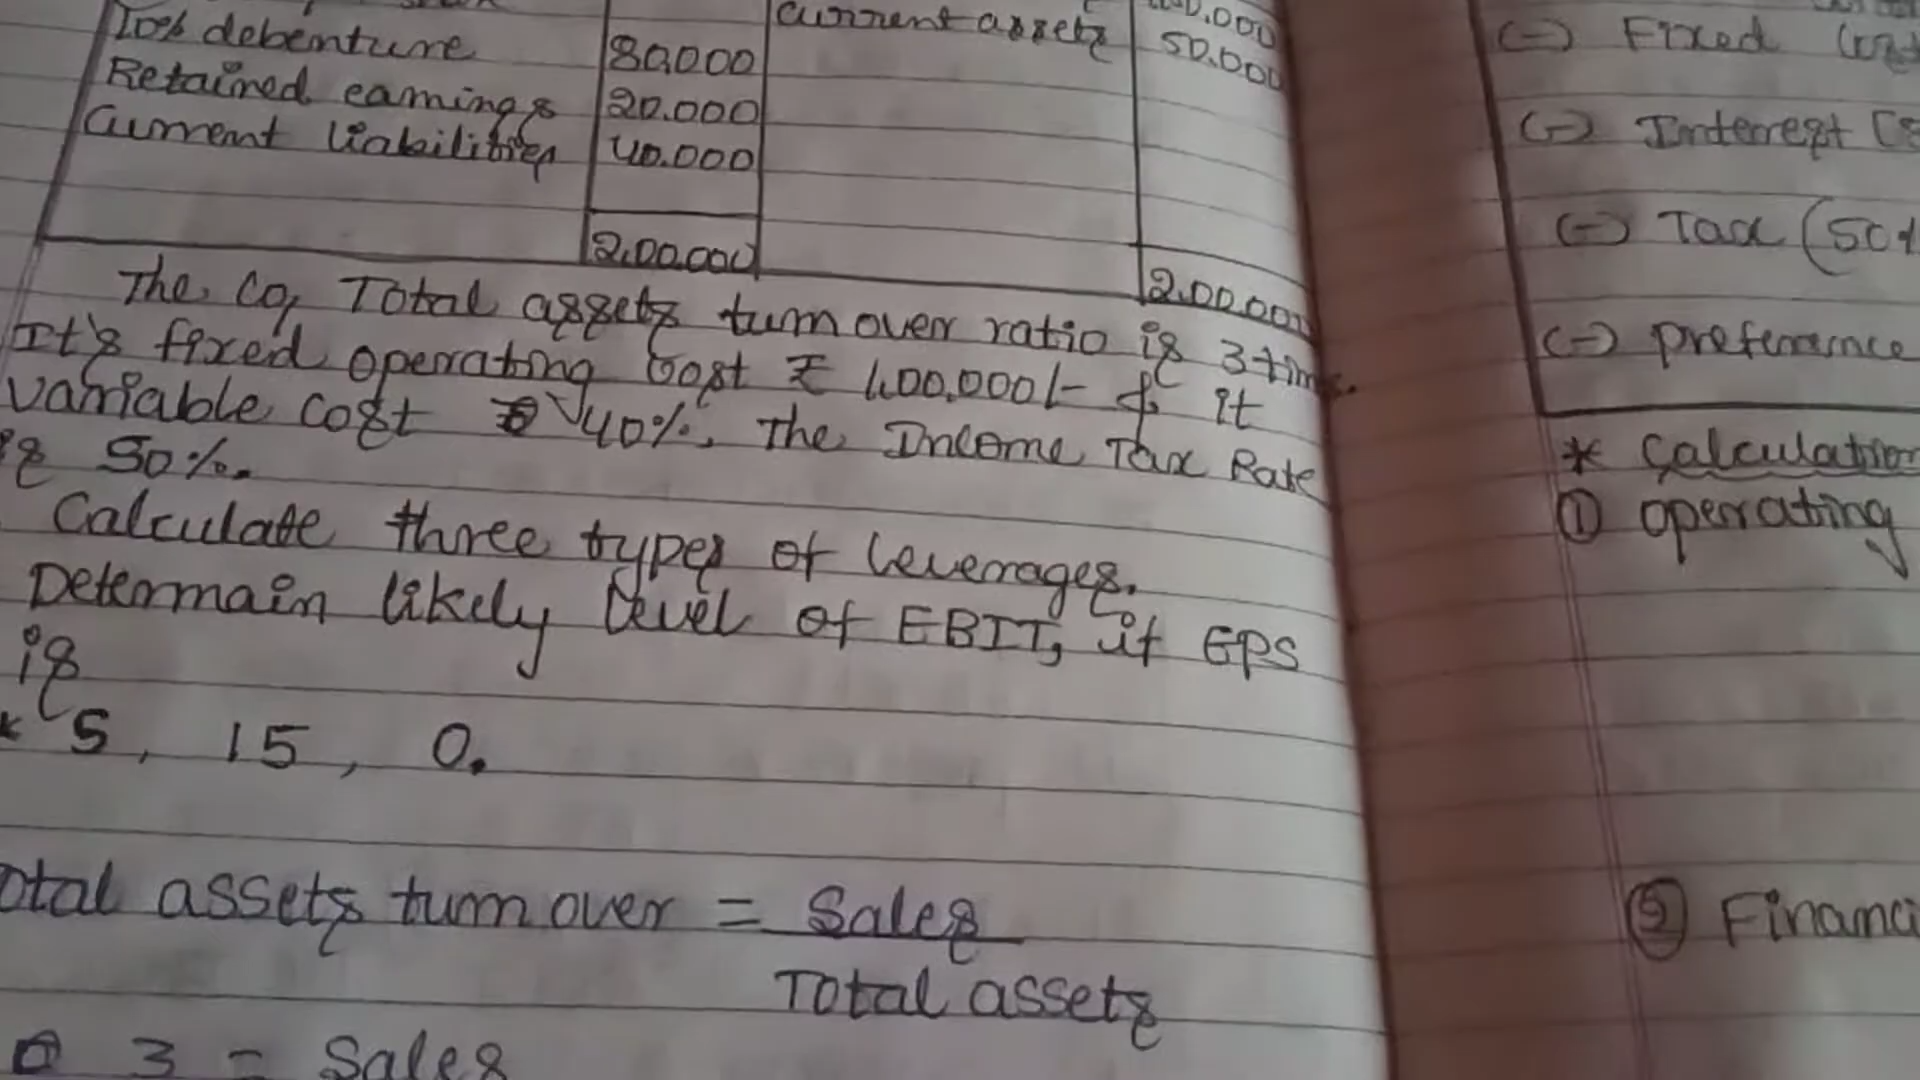 10% debenture 80,000 Current assets
50.000
Retained earnings 20.000
Current liabilities 40.000
2,00,000 2,00,000
The Co, Total assets turnover ratio is 3 times.
It's fixed operating cost ₹ 1,00,000/- & it
variable cost 40%. The Income Tax Rate
is 50%.
Calculate three types of leverages.
Determain likely level of EBIT, if EPS
is
* 5, 15, 0.
otal assets turnover = Sales
Total assets
3 = Sales
(-) Fixed
(-) Interest
(-) Tax (50%
(-) preference
* Calculation
① operating
② Financi